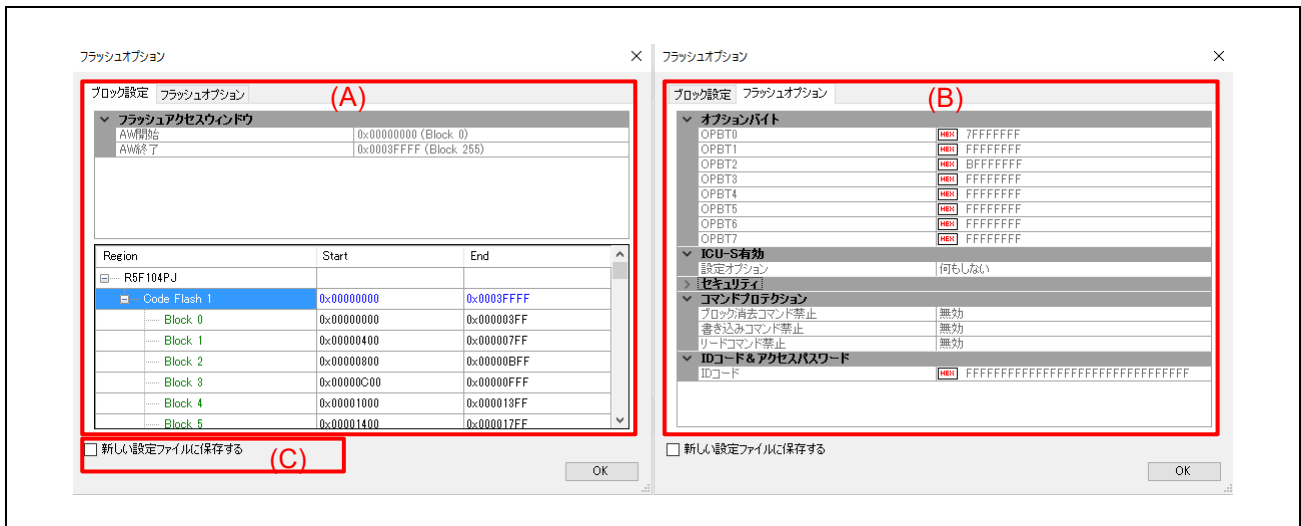 フラッシュオプション
ブロック設定 フラッシュオプション
(A)
フラッシュアクセスウィンドウ
AW開始 0x00000000 (Block 0)
AW終了 0x0003FFFF (Block 255)
Region Start End
R5F104PJ
Code Flash 1 0x00000000 0x0003FFFF
Block 0 0x00000000 0x000003FF
Block 1 0x00000400 0x000007FF
Block 2 0x00000800 0x00000BFF
Block 3 0x00000C00 0x00000FFF
Block 4 0x00001000 0x000013FF
Block 5 0x00001400 0x000017FF
新しい設定ファイルに保存する
(C)
OK
フラッシュオプション
ブロック設定 フラッシュオプション
(B)
オプションバイト
OPBT0 HEX 7FFFFFFF
OPBT1 HEX FFFFFFFF
OPBT2 HEX BFFFFFFF
OPBT3 HEX FFFFFFFF
OPBT4 HEX FFFFFFFF
OPBT5 HEX FFFFFFFF
OPBT6 HEX FFFFFFFF
OPBT7 HEX FFFFFFFF
ICU-S有効
設定オプション 何もしない
セキュリティ
コマンドプロテクション
ブロック消去コマンド禁止 無効
書き込みコマンド禁止 無効
リードコマンド禁止 無効
IDコード&アクセスパスワード
IDコード HEX FFFFFFFFFFFFFFFFFFFFFFFFFFFFFFFF
新しい設定ファイルに保存する
OK